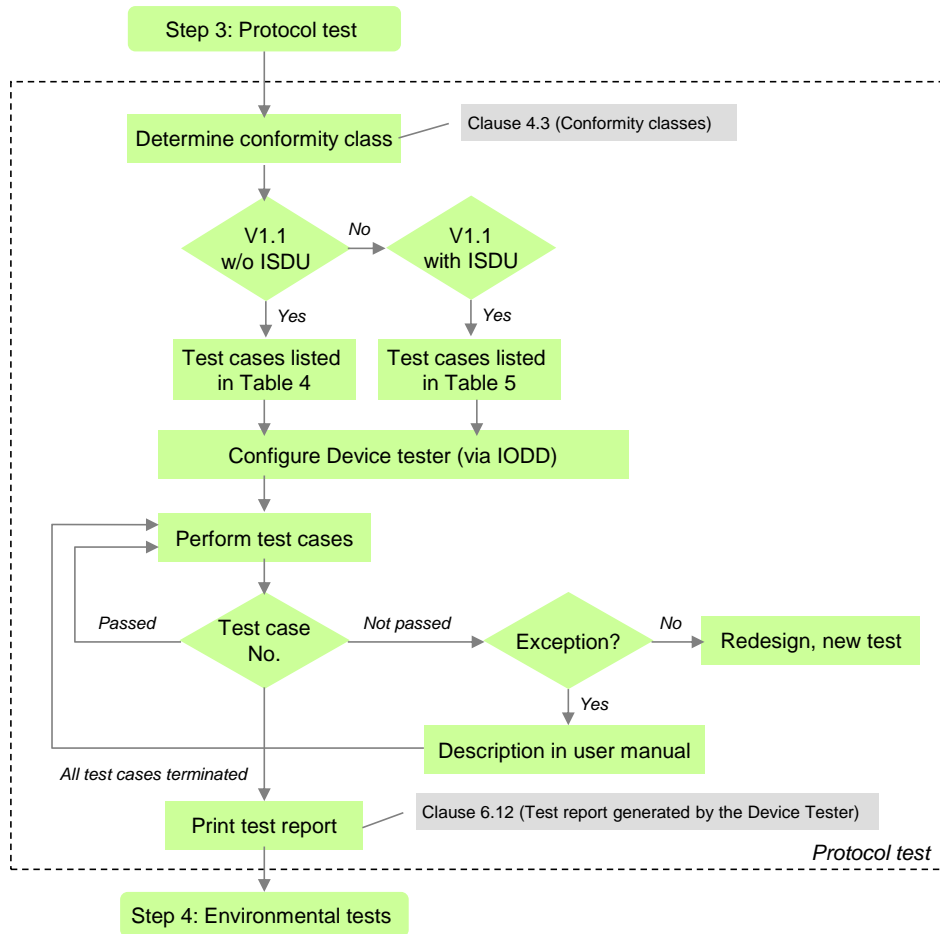 Step 3: Protocol test
Determine conformity class
Clause 4.3 (Conformity classes)
V1.1
w/o ISDU
No
V1.1
with ISDU
Yes
Yes
Test cases listed
in Table 4
Test cases listed
in Table 5
Configure Device tester (via IODD)
Perform test cases
Passed
Test case
No.
Not passed
Exception?
No
Redesign, new test
Yes
Description in user manual
All test cases terminated
Print test report
Clause 6.12 (Test report generated by the Device Tester)
Protocol test
Step 4: Environmental tests